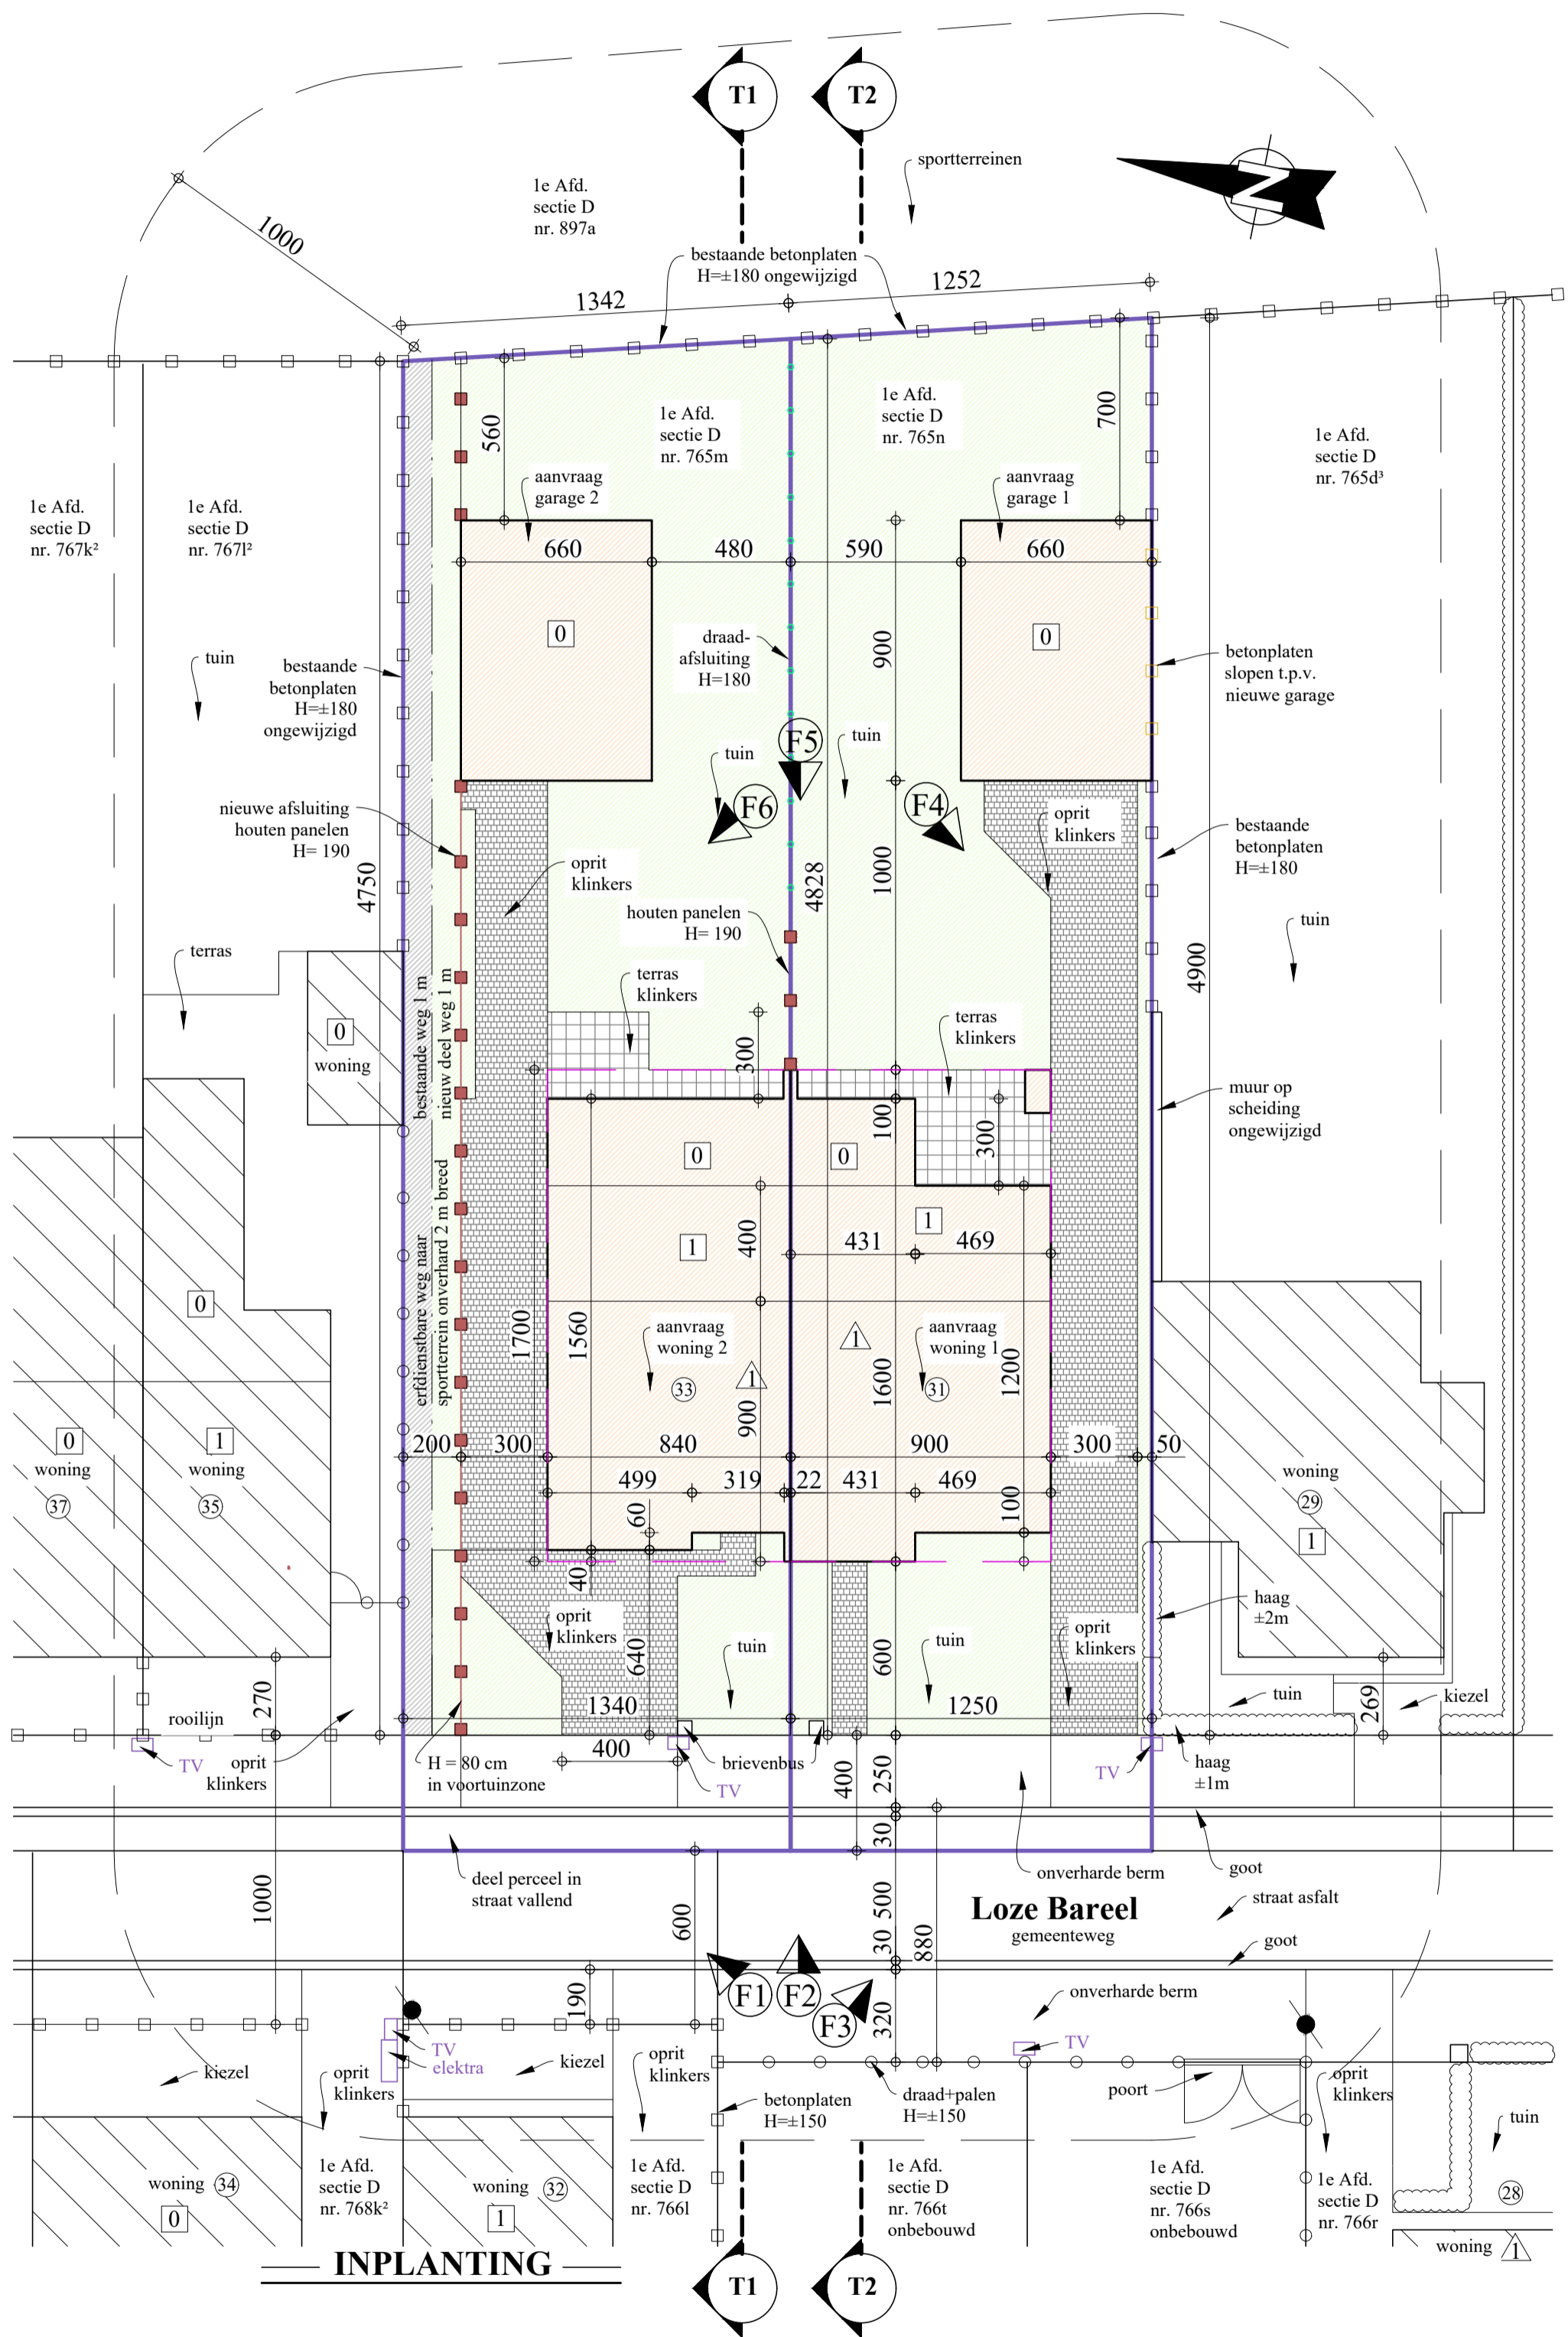 T1
T2
sportterreinen
1e Afd.
sectie D
nr. 897a
N
1000
bestaande betonplaten
H=±180 ongewijzigd
1342
1252
560
700
1e Afd.
sectie D
nr. 765m
1e Afd.
sectie D
nr. 765n
1e Afd.
sectie D
nr. 765d³
1e Afd.
sectie D
nr. 767k²
1e Afd.
sectie D
nr. 767l²
aanvraag
garage 2
aanvraag
garage 1
660
480
590
660
0
0
draad-
afsluiting
H=180
900
tuin
bestaande
betonplaten
H=±180
ongewijzigd
betonplaten
slopen t.p.v.
nieuwe garage
F5
tuin
tuin
F6
F4
nieuwe afsluiting
houten panelen
H= 190
oprit
klinkers
oprit
klinkers
bestaande
betonplaten
H=±180
4750
4828
1000
houten panelen
H= 190
tuin
4900
terras
terras
klinkers
terras
klinkers
0
woning
bestaande weg 1 m
nieuw deel weg 1 m
300
100
300
muur op
scheiding
ongewijzigd
0
0
erfdienstbare weg naar
sportterrein onverhard 2 m breed
1
1
400
431
469
0
1700
1560
aanvraag
woning 2
33
1
900
1
1600
aanvraag
woning 1
31
1200
200
300
840
900
300
50
0
woning
37
1
woning
35
woning
29
1
499
319
22
431
469
60
100
40
oprit
klinkers
640
tuin
600
tuin
oprit
klinkers
haag
±2m
270
rooilijn
1340
1250
tuin
269
kiezel
TV
oprit
klinkers
H = 80 cm
in voortuinzone
400
brievenbus
TV
400
250
TV
haag
±1m
30
deel perceel in
straat vallend
onverharde berm
goot
1000
600
500
880
Loze Bareel
gemeenteweg
straat asfalt
goot
30
190
F1
F2
F3
320
onverharde berm
TV
elektra
TV
kiezel
oprit
klinkers
kiezel
oprit
klinkers
betonplaten
H=±150
draad+palen
H=±150
poort
oprit
klinkers
tuin
woning
34
0
1e Afd.
sectie D
nr. 768k²
woning
32
1
1e Afd.
sectie D
nr. 766l
1e Afd.
sectie D
nr. 766t
onbebouwd
1e Afd.
sectie D
nr. 766s
onbebouwd
1e Afd.
sectie D
nr. 766r
28
woning
1
INPLANTING
T1
T2